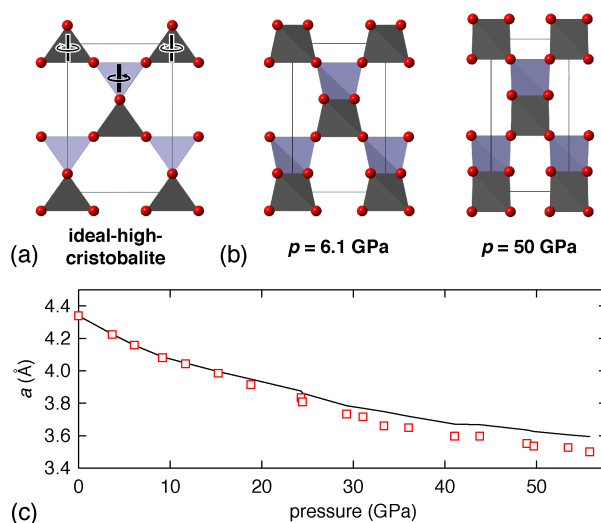 (a)
ideal-high-
cristobalite
(b)
p = 6.1 GPa
p = 50 GPa
4.4
4.2
4.0
3.8
3.6
3.4
a (Å)
0
10
20
30
40
50
pressure (GPa)
(c)